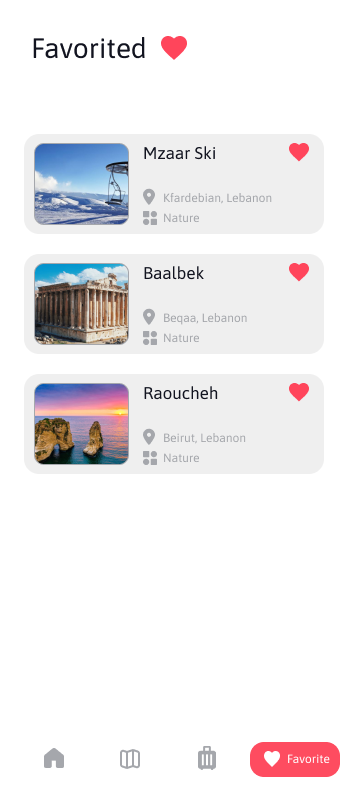 Favorited
Mzaar Ski
Kfardebian, Lebanon
Nature
Baalbek
Beqaa, Lebanon
Nature
Raoucheh
Beirut, Lebanon
Nature
Favorite